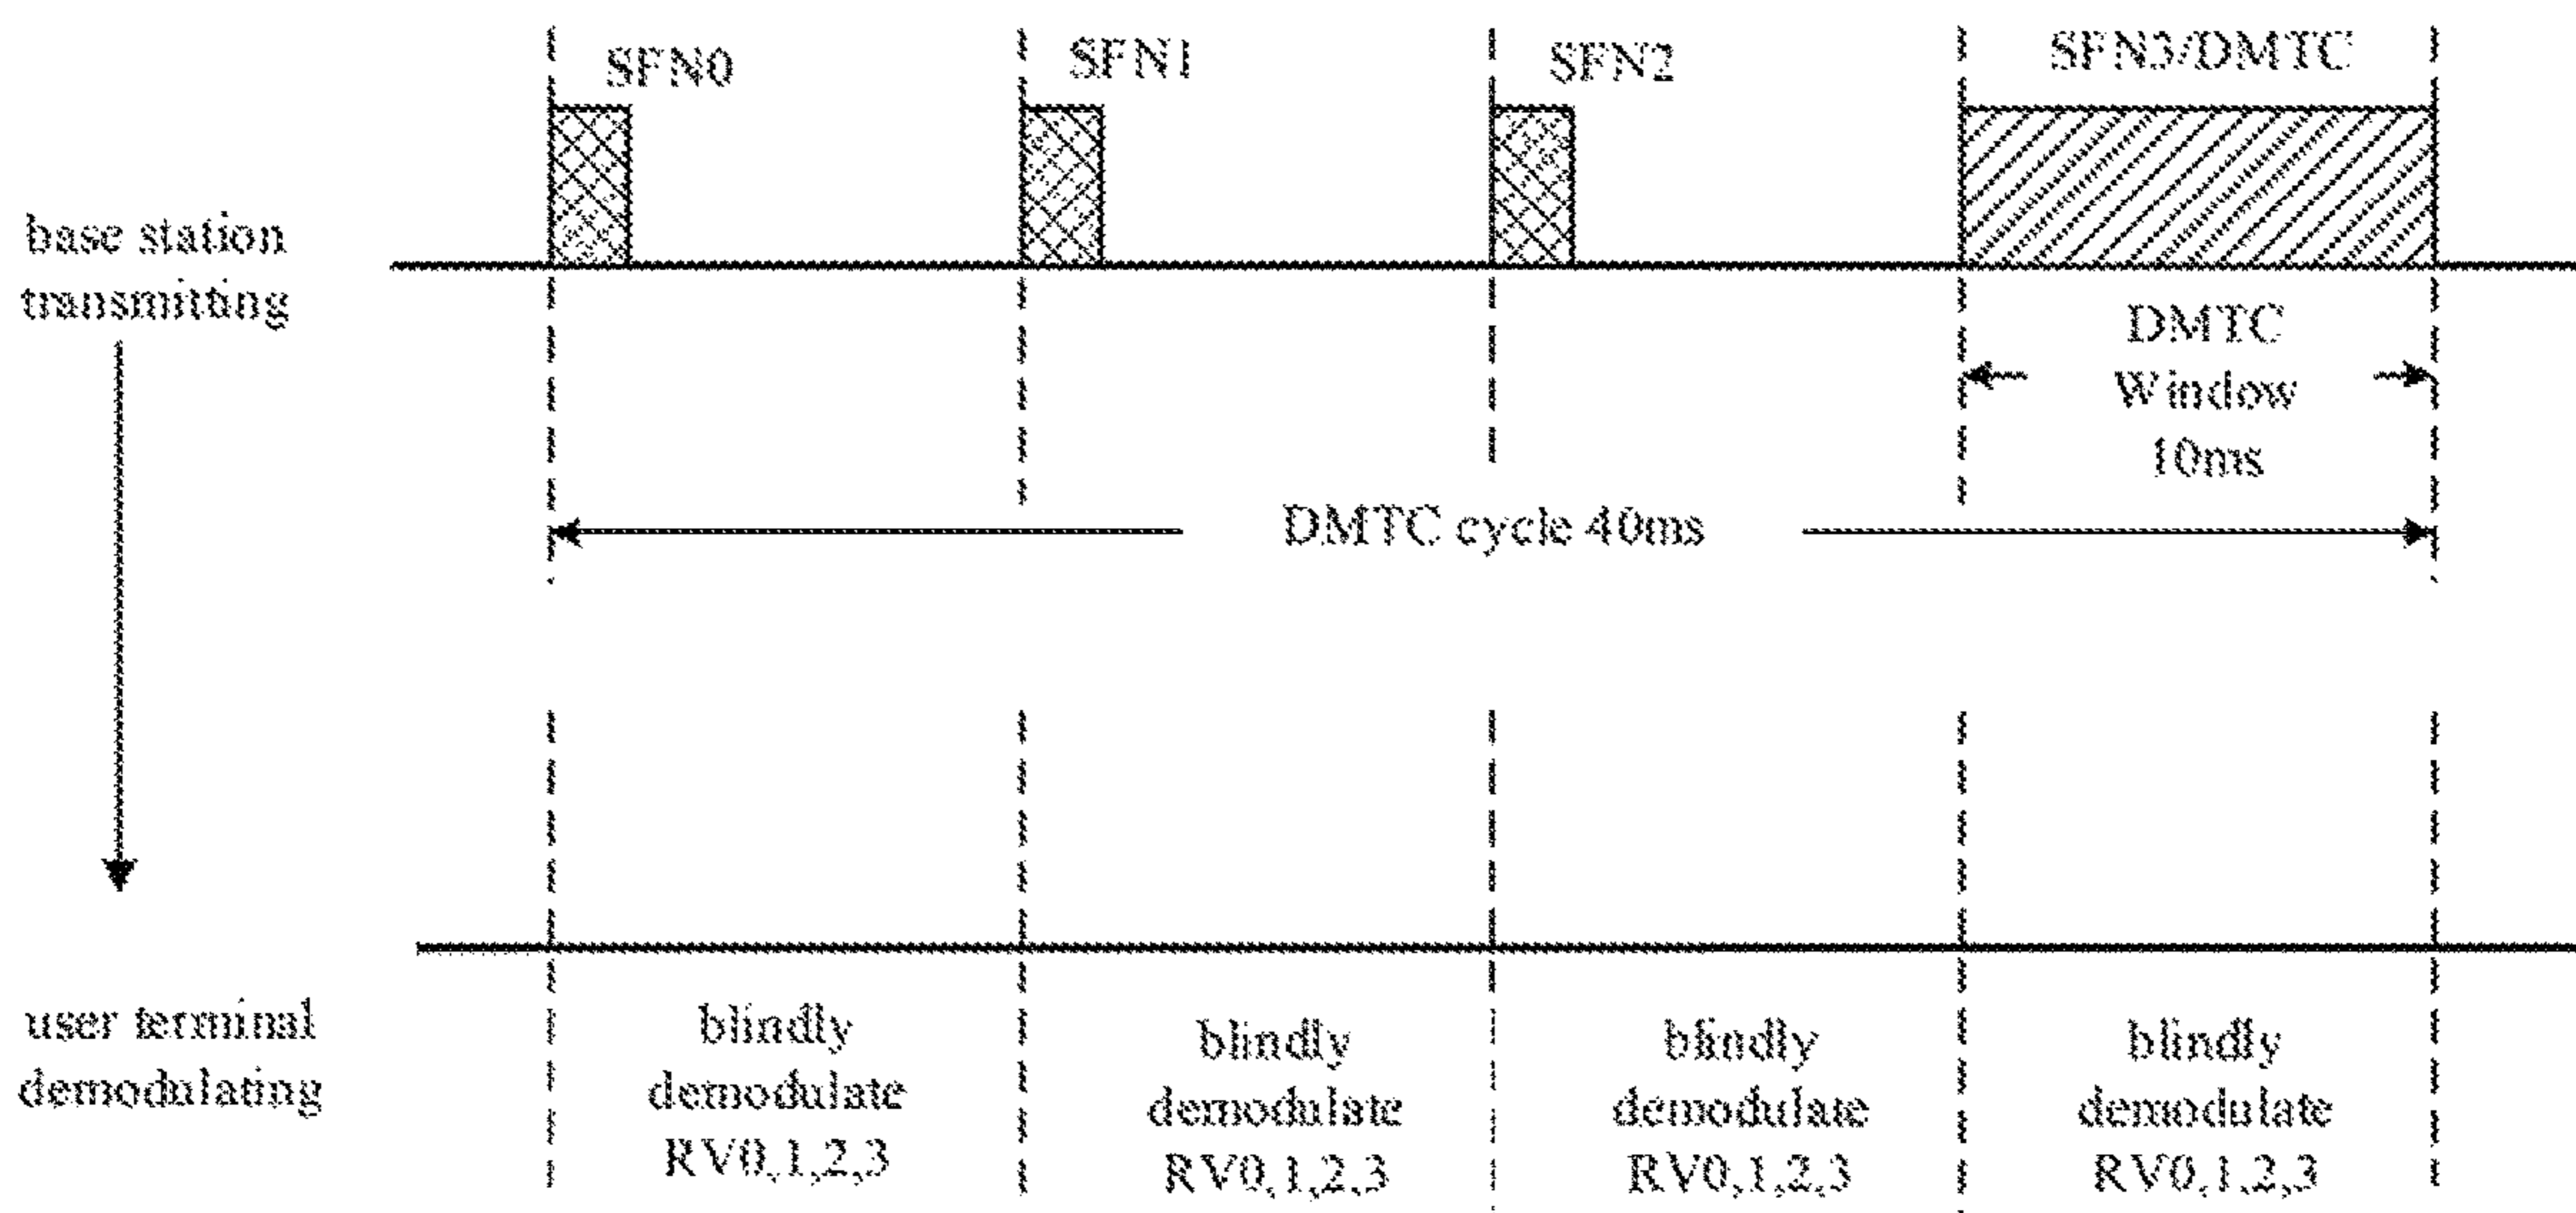 SFN0
SFN1
SFN2
SFN3/DMTC
base station
transmitting
DMTC
Window
10ms
DMTC cycle 40ms
user terminal
demodulating
blindly
demodulate
RV0,1,2,3
blindly
demodulate
RV0,1,2,3
blindly
demodulate
RV0,1,2,3
blindly
demodulate
RV0,1,2,3